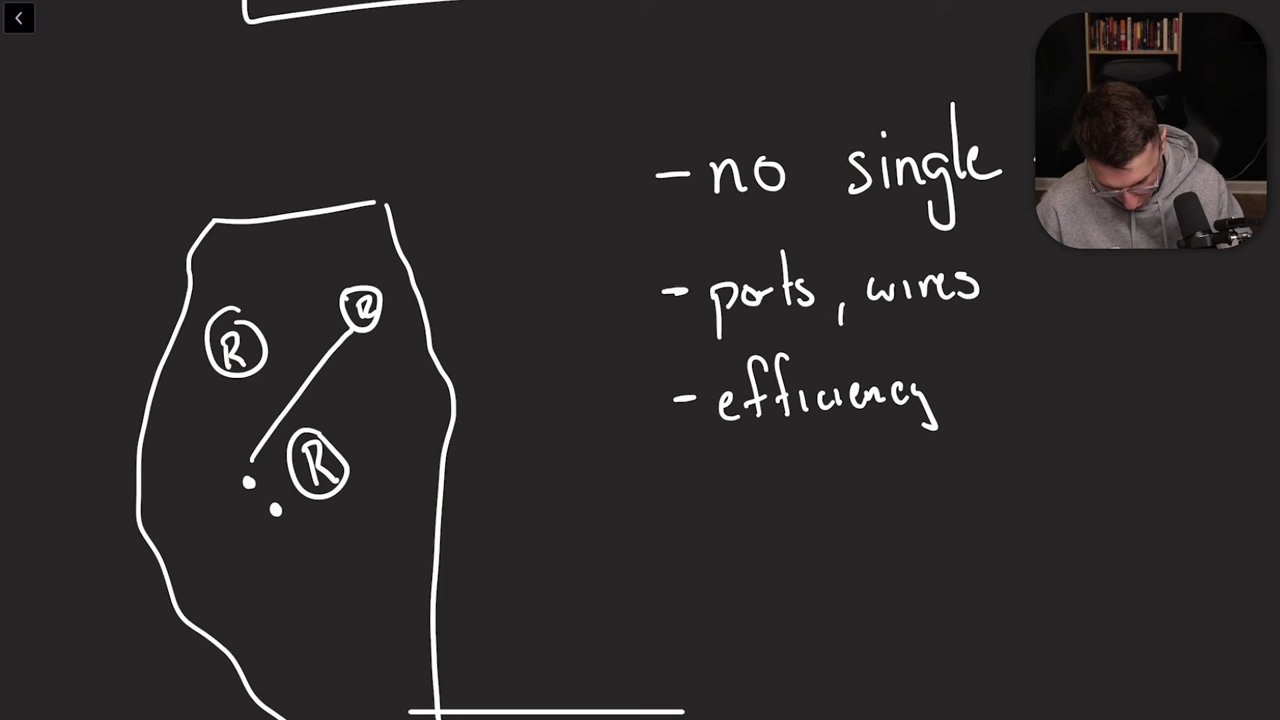 - no single
- ports, wires
- efficiency
R
R
R